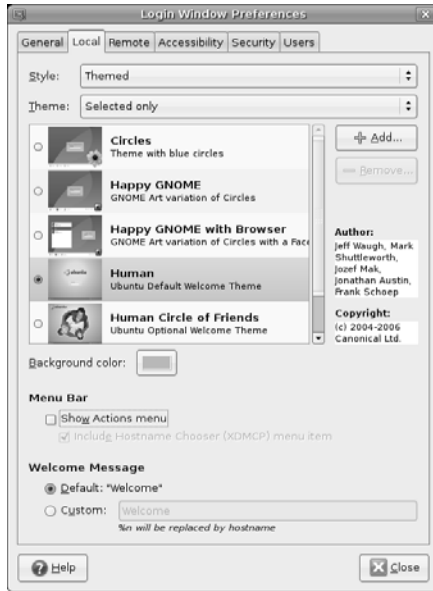 Login Window Preferences
General Local Remote Accessibility Security Users
Style: Themed
Theme: Selected only
Circles
Theme with blue circles
Happy GNOME
GNOME Art variation of Circles
Happy GNOME with Browser
GNOME Art variation of Circles with a Face
Human
Ubuntu Default Welcome Theme
Human Circle of Friends
Ubuntu Optional Welcome Theme
Add...
Remove...
Author:
Jeff Waugh, Mark
Shuttleworth,
Jozef Mak,
Jonathan Austin,
Frank Schoep
Copyright:
(c) 2004-2006
Canonical Ltd.
Background color:
Menu Bar
Show Actions menu
Include Hostname Chooser (XDMCP) menu item
Welcome Message
Default: "Welcome"
Custom: Welcome
%n will be replaced by hostname
Help
Close